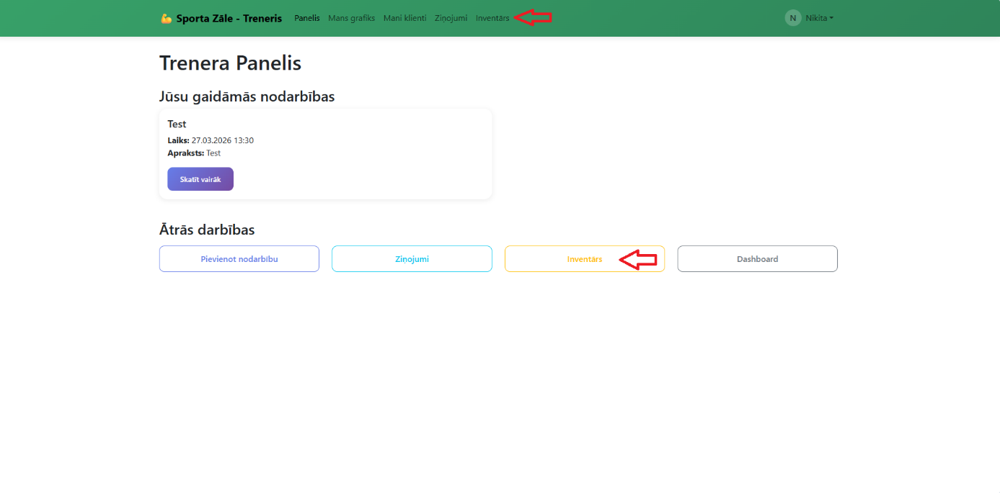 💪 Sporta Zāle - Treneris Panelis Mans grafiks Mani klienti Ziņojumi Inventārs N Nikita
Trenera Panelis
Jūsu gaidāmās nodarbības
Test
Laiks: 27.03.2026 13:30
Apraksts: Test
Skatīt vairāk
Ātrās darbības
Pievienot nodarbību Ziņojumi Inventārs Dashboard